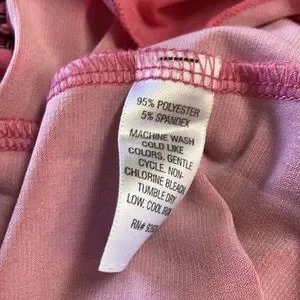 95% POLYESTER
5% SPANDEX
MACHINE WASH
COLD LIKE
COLORS, GENTLE
CYCLE. NON-
CHLORINE BLEACH
TUMBLE DRY
LOW, COOL IRON
RN#